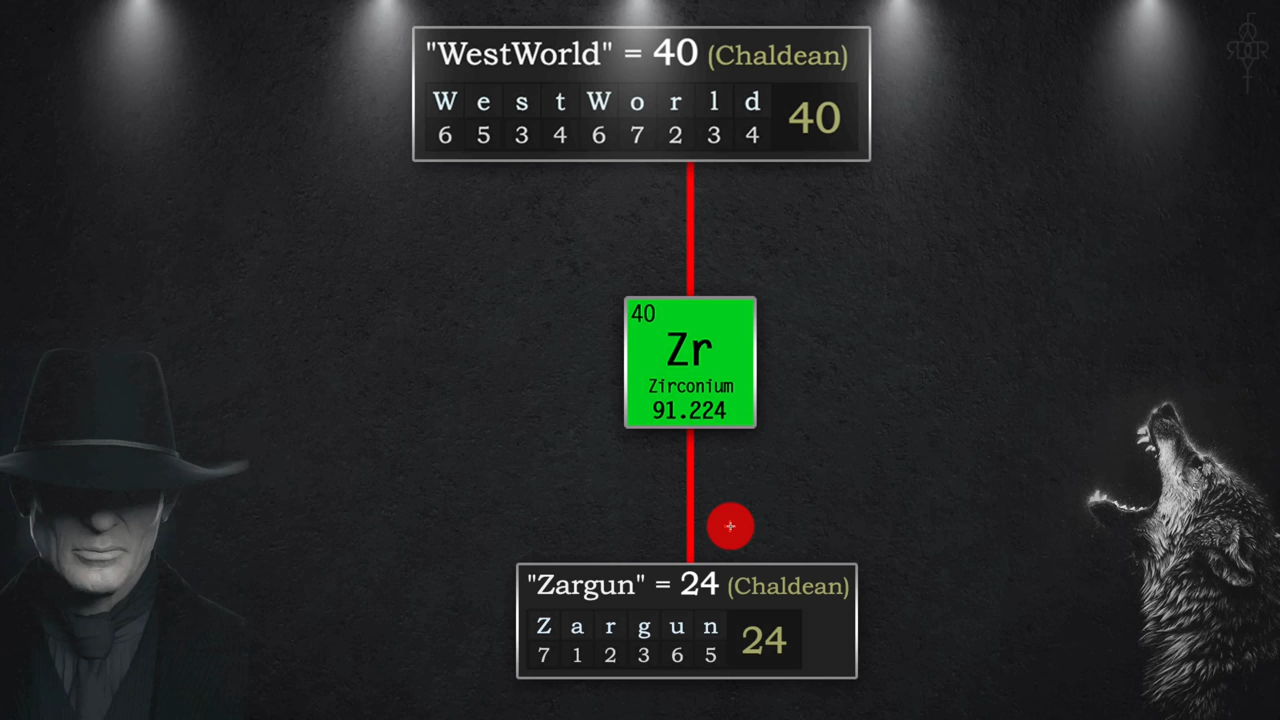 "WestWorld" = 40 (Chaldean)
W e s t W o r l d
6 5 3 4 6 7 2 3 4 40
40
Zr
Zirconium
91.224
"Zargun" = 24 (Chaldean)
Z a r g u n
7 1 2 3 6 5 24